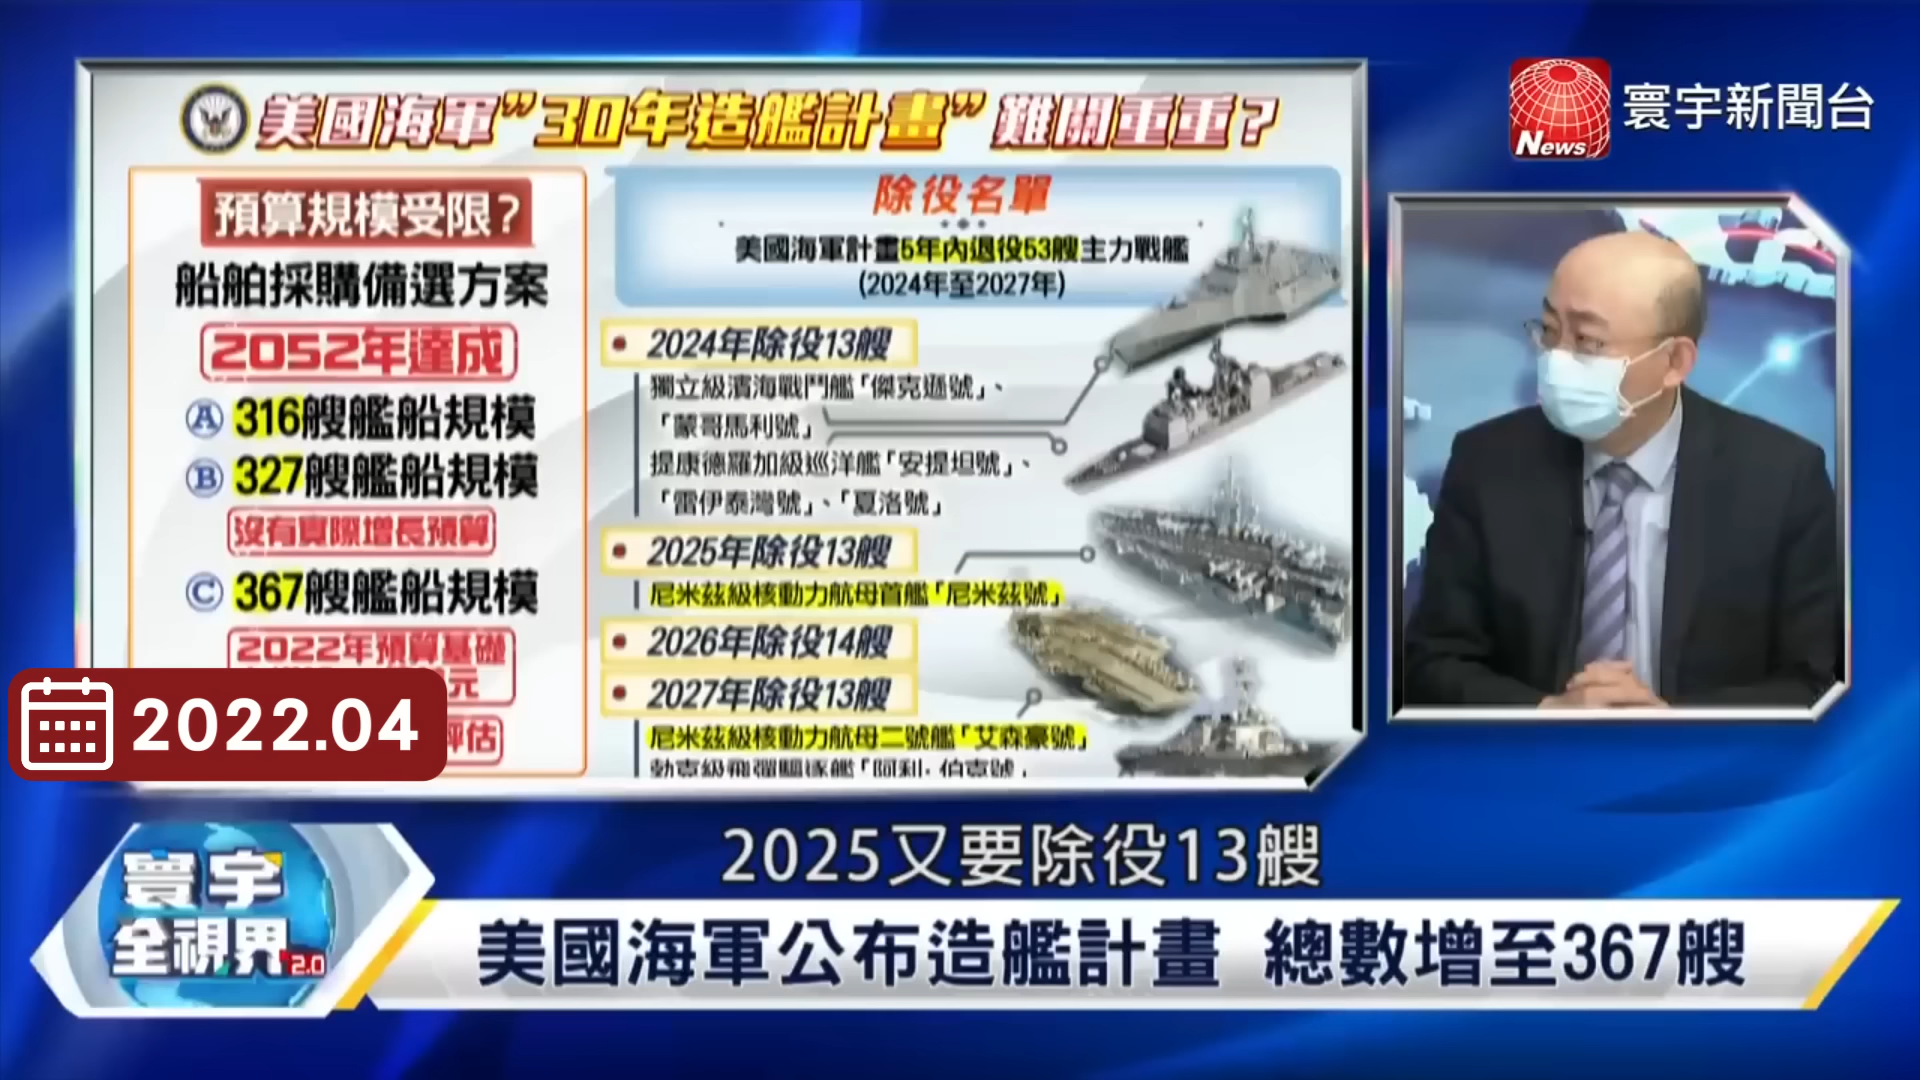 美國海軍”30年造艦計畫”難關重重？
News 寰宇新聞台
預算規模受限？
船舶採購備選方案
2052年達成
A 316艘艦船規模
B 327艘艦船規模
沒有實際增長預算
C 367艘艦船規模
2022年預算基礎
元
評估
除役名單
美國海軍計畫5年內退役53艘主力戰艦
(2024年至2027年)
• 2024年除役13艘
獨立級濱海戰鬥艦「傑克遜號」、
「蒙哥馬利號」
提康德羅加級巡洋艦「安提坦號」、
「雷伊泰灣號」、「夏洛號」
• 2025年除役13艘
尼米茲級核動力航母首艦「尼米茲號」
• 2026年除役14艘
• 2027年除役13艘
尼米茲級核動力航母二號艦「艾森豪號」
勃克級飛彈驅逐艦「阿利．伯克號」
2022.04
2025又要除役13艘
寰宇
全視界2.0
美國海軍公布造艦計畫 總數增至367艘